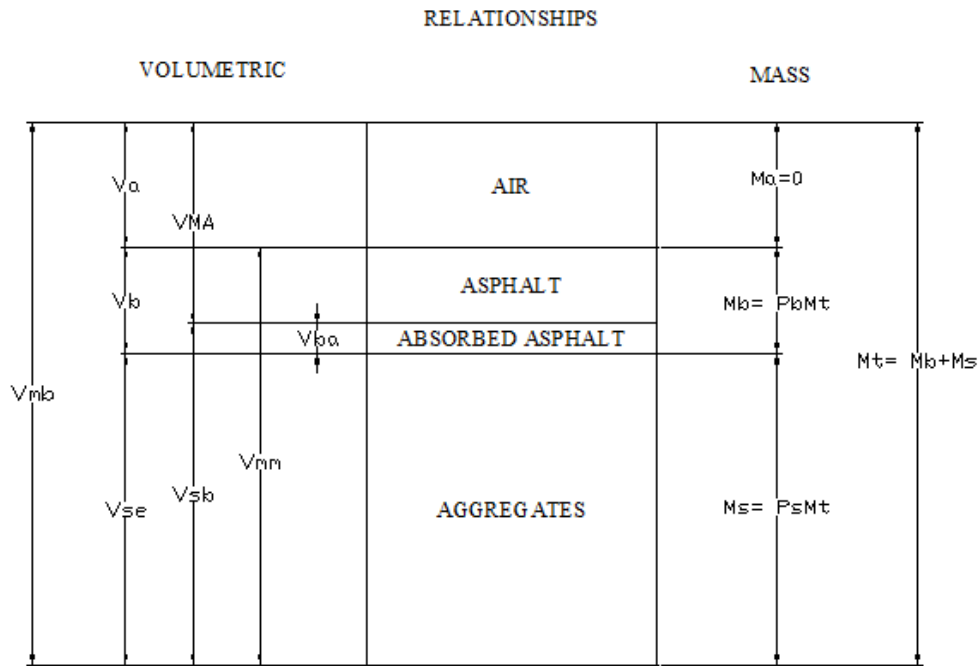 RELATIONSHIPS
VOLUMETRIC
MASS
Va
VMA
AIR
Ma=0
Vb
ASPHALT
Mb= PbMt
Vba
ABSORBED ASPHALT
Vmb
Mt= Mb+Ms
Vmm
Vsb
Vse
AGGREGATES
Ms= PsMt